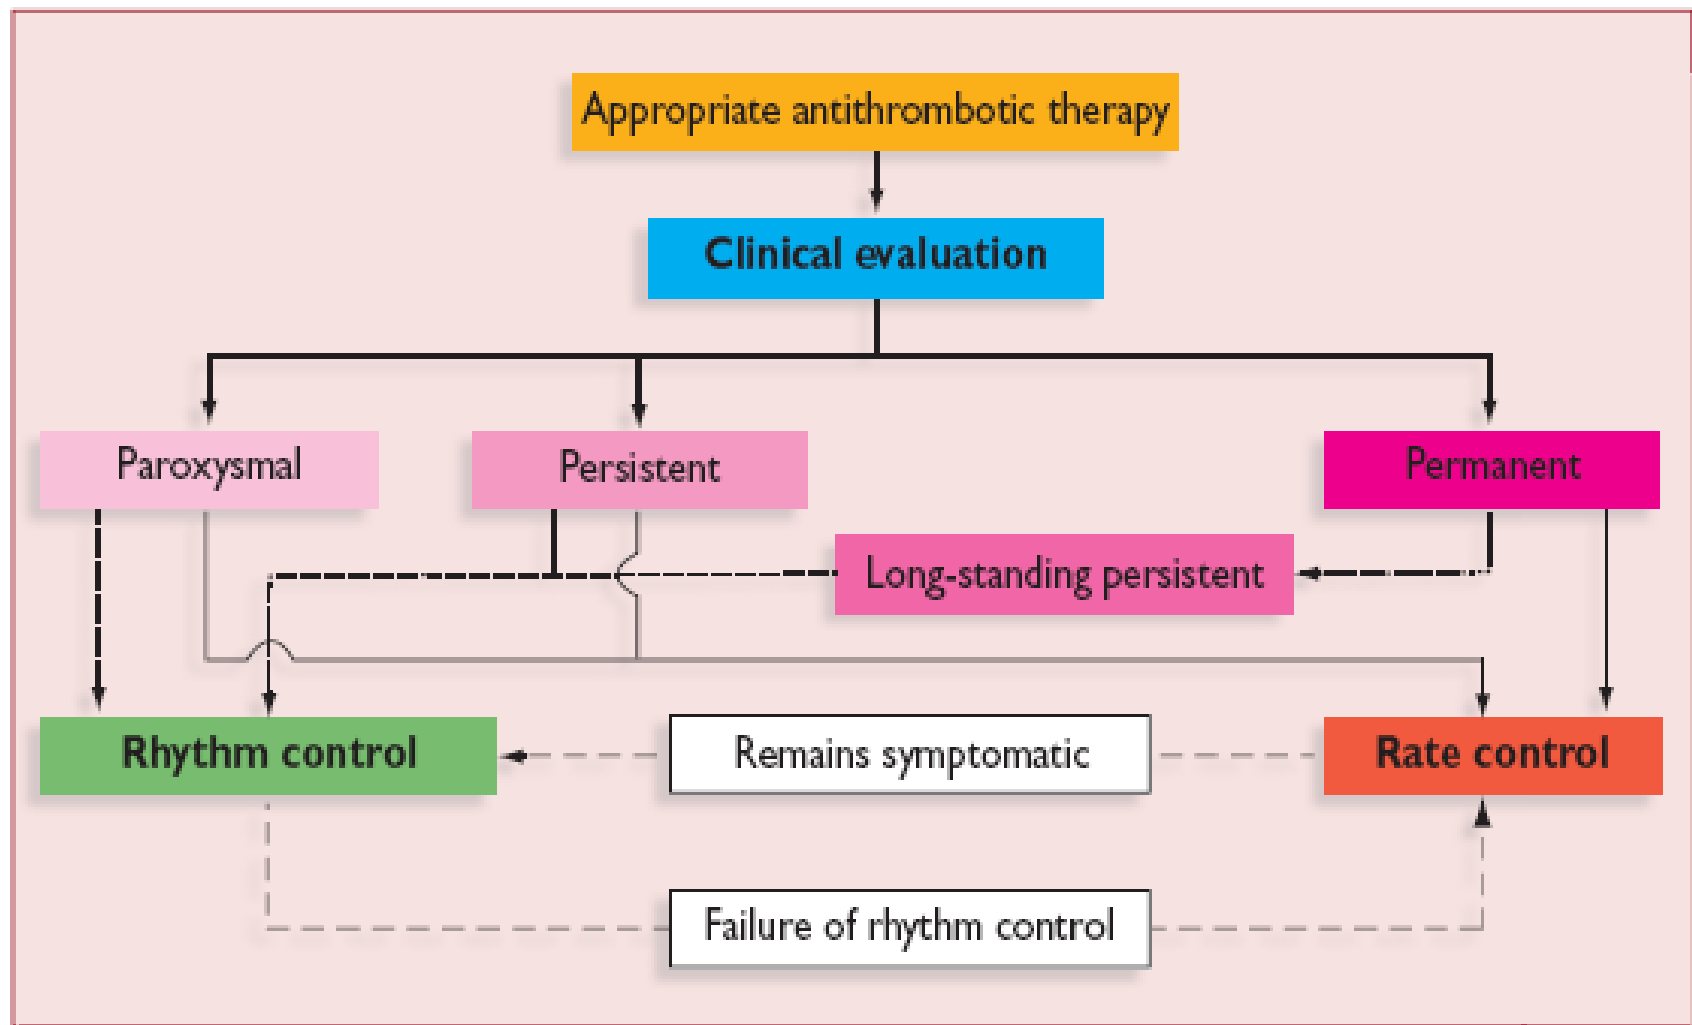 Appropriate antithrombotic therapy
Clinical evaluation
Paroxysmal
Persistent
Permanent
Long-standing persistent
Rhythm control
Remains symptomatic
Rate control
Failure of rhythm control